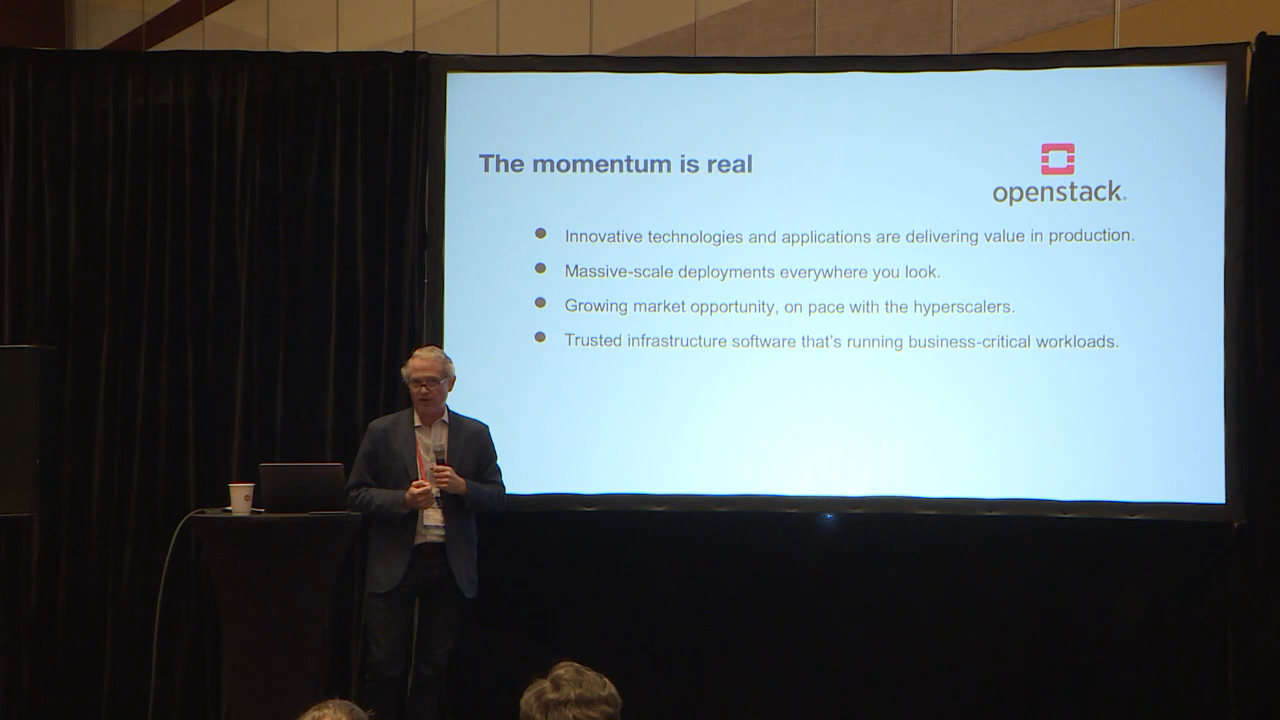 The momentum is real
openstack.
Innovative technologies and applications are delivering value in production.
Massive-scale deployments everywhere you look.
Growing market opportunity, on pace with the hyperscalers.
Trusted infrastructure software that's running business-critical workloads.